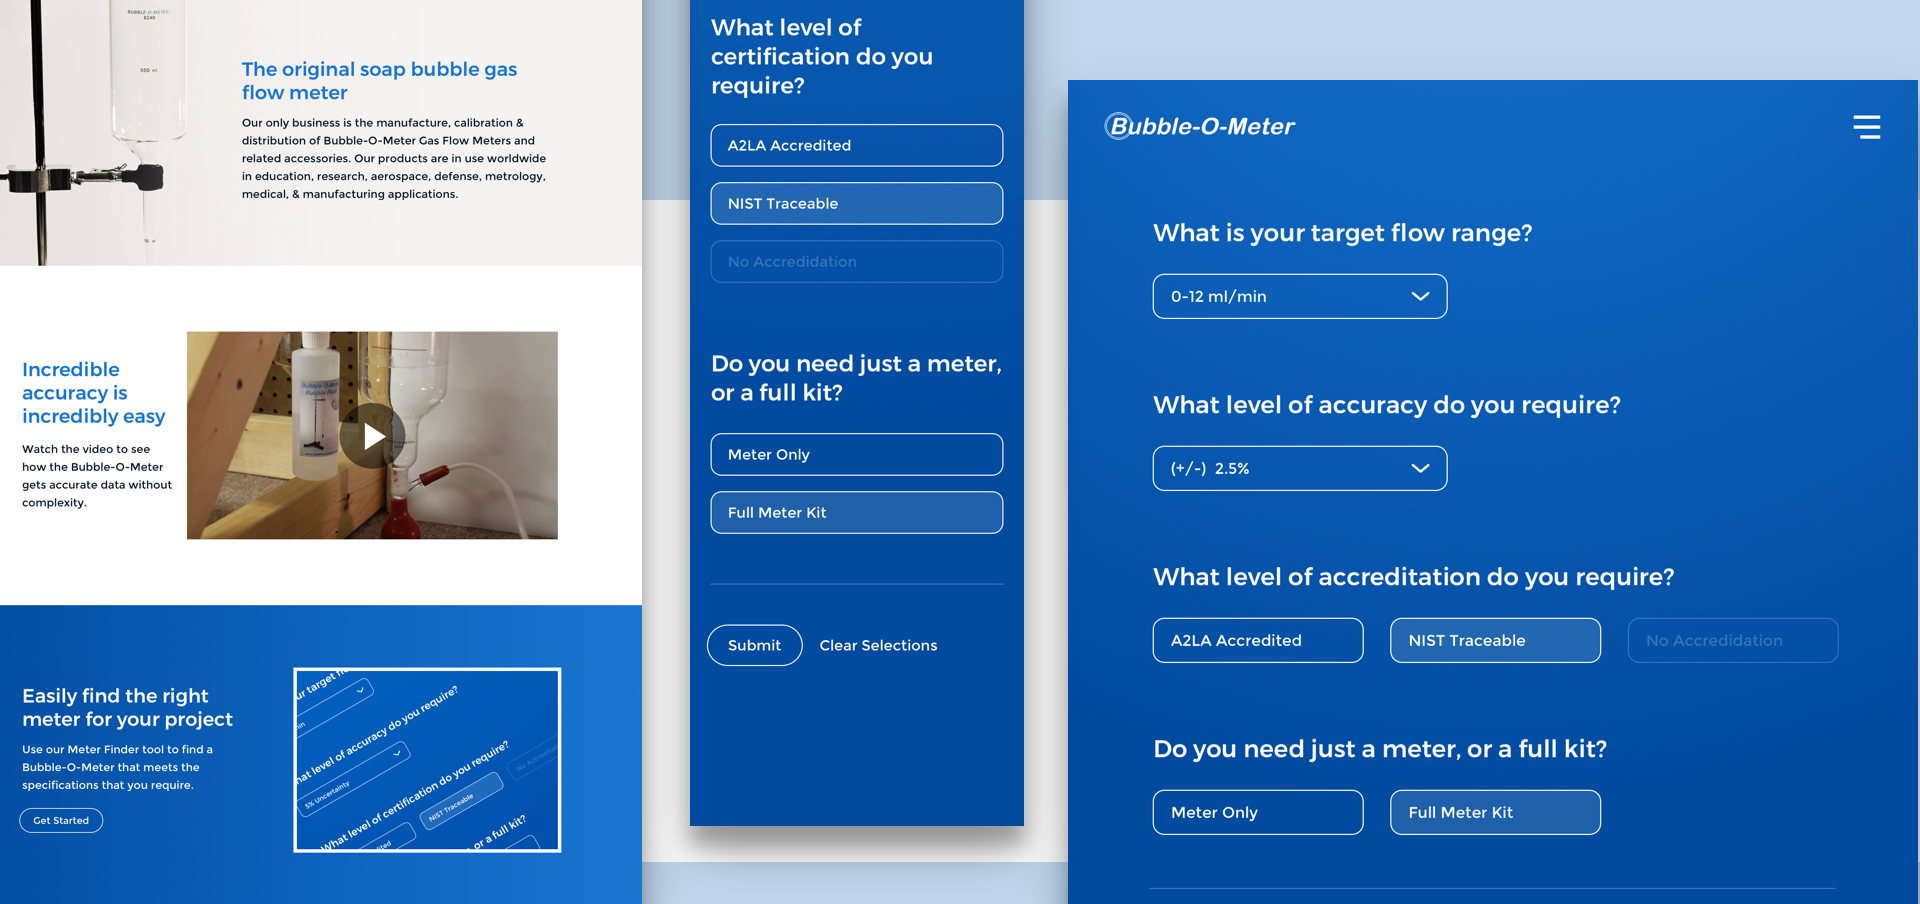 BUBBLE-O-METER.
8240
500 ml
The original soap bubble gas
flow meter
Our only business is the manufacture, calibration &
distribution of Bubble-O-Meter Gas Flow Meters and
related accessories. Our products are in use worldwide
in education, research, aerospace, defense, metrology,
medical, & manufacturing applications.
Incredible
accuracy is
incredibly easy
Watch the video to see
how the Bubble-O-Meter
gets accurate data without
complexity.
Bubble-O-Meter
Bubble Fluid
Easily find the right
meter for your project
Use our Meter Finder tool to find a
Bubble-O-Meter that meets the
specifications that you require.
Get Started
ur target
level of accuracy do you require?
5% Uncertainty
What level of certification do you require?
NIST Traceable
or a full kit?
What level of
certification do you
require?
A2LA Accredited
NIST Traceable
No Accredidation
Do you need just a meter,
or a full kit?
Meter Only
Full Meter Kit
Submit
Clear Selections
Bubble-O-Meter
What is your target flow range?
0-12 ml/min
What level of accuracy do you require?
(+/-) 2.5%
What level of accreditation do you require?
A2LA Accredited
NIST Traceable
No Accredidation
Do you need just a meter, or a full kit?
Meter Only
Full Meter Kit